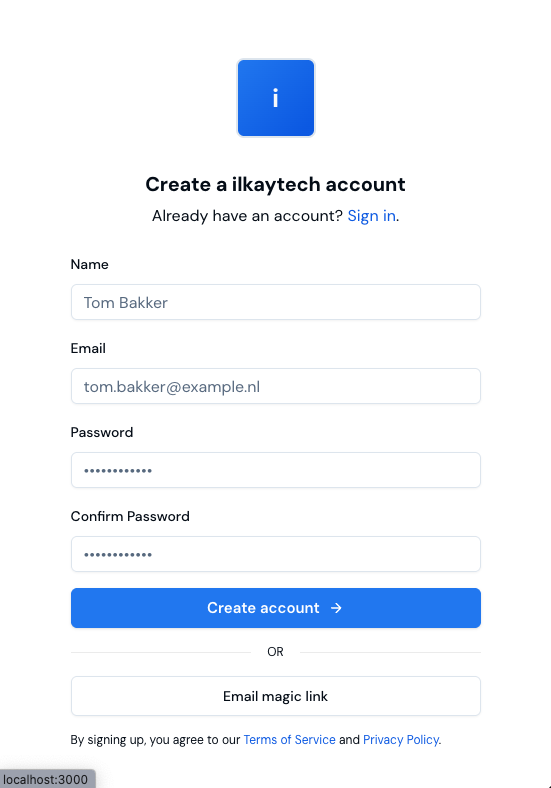 i
Create a ilkaytech account
Already have an account? Sign in.
Name
Tom Bakker
Email
tom.bakker@example.nl
Password
••••••••••••
Confirm Password
••••••••••••
Create account →
OR
Email magic link
By signing up, you agree to our Terms of Service and Privacy Policy.
localhost:3000